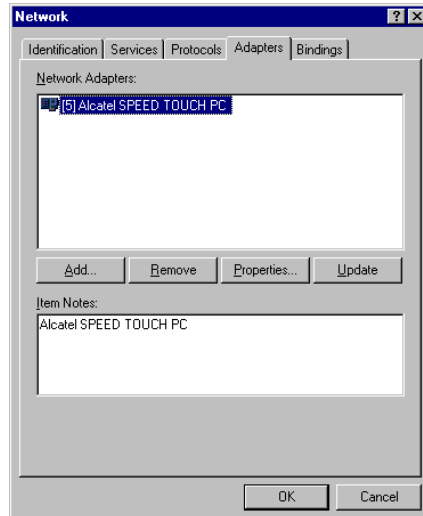 Network
Identification Services Protocols Adapters Bindings
Network Adapters:
[5] Alcatel SPEED TOUCH PC
Add... Remove Properties... Update
Item Notes:
Alcatel SPEED TOUCH PC
OK Cancel